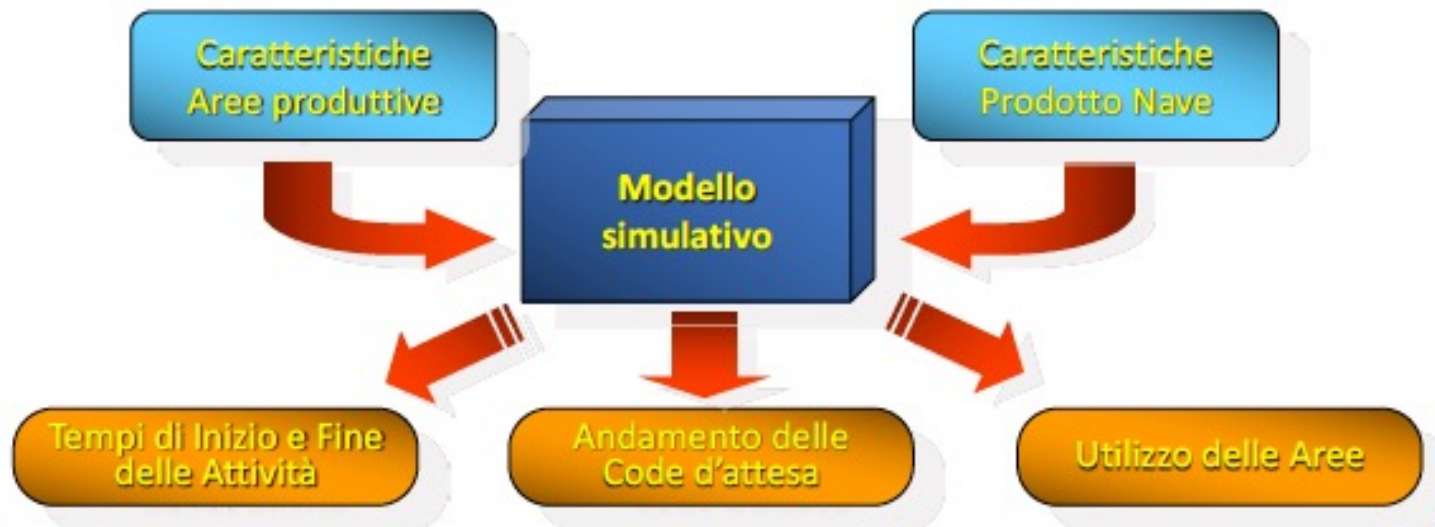 Caratteristiche
Aree produttive
Caratteristiche
Prodotto Nave
Modello
simulativo
Tempi di Inizio e Fine
delle Attività
Andamento delle
Code d'attesa
Utilizzo delle Aree